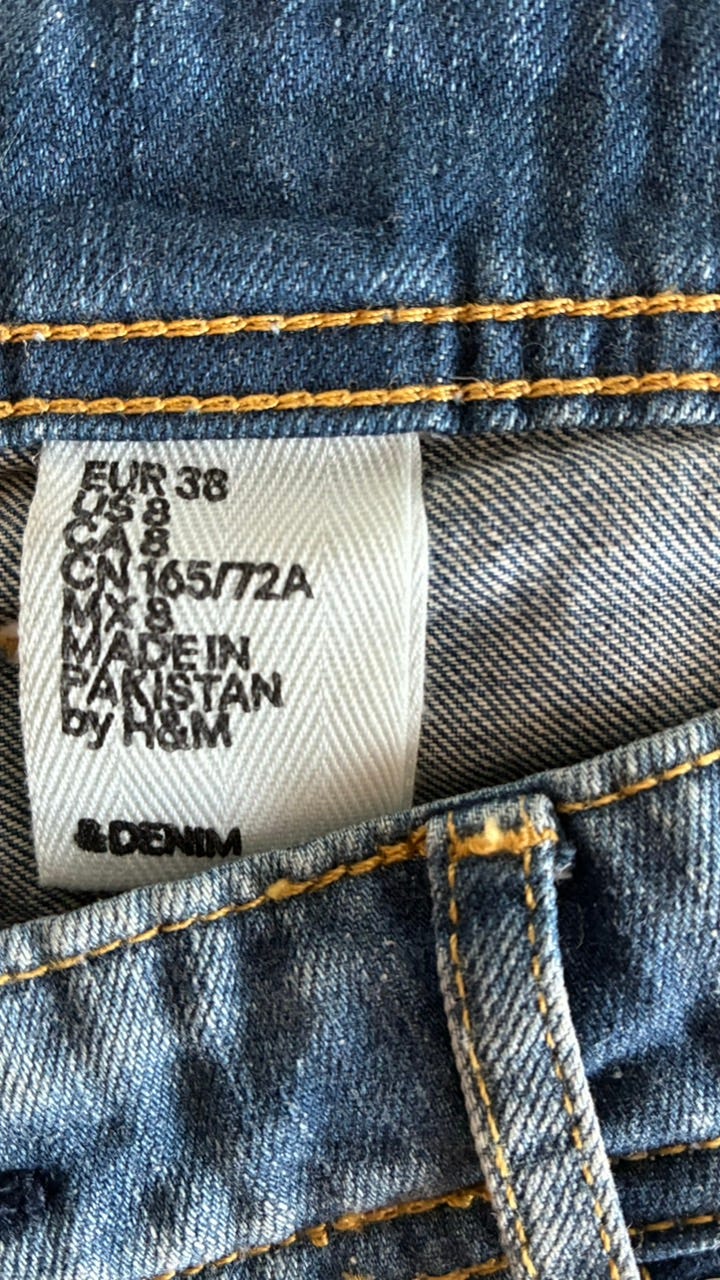 EUR 38
US 8
CA 8
CN 165/72A
MX 8
MADE IN
PAKISTAN
by H&M
&DENIM